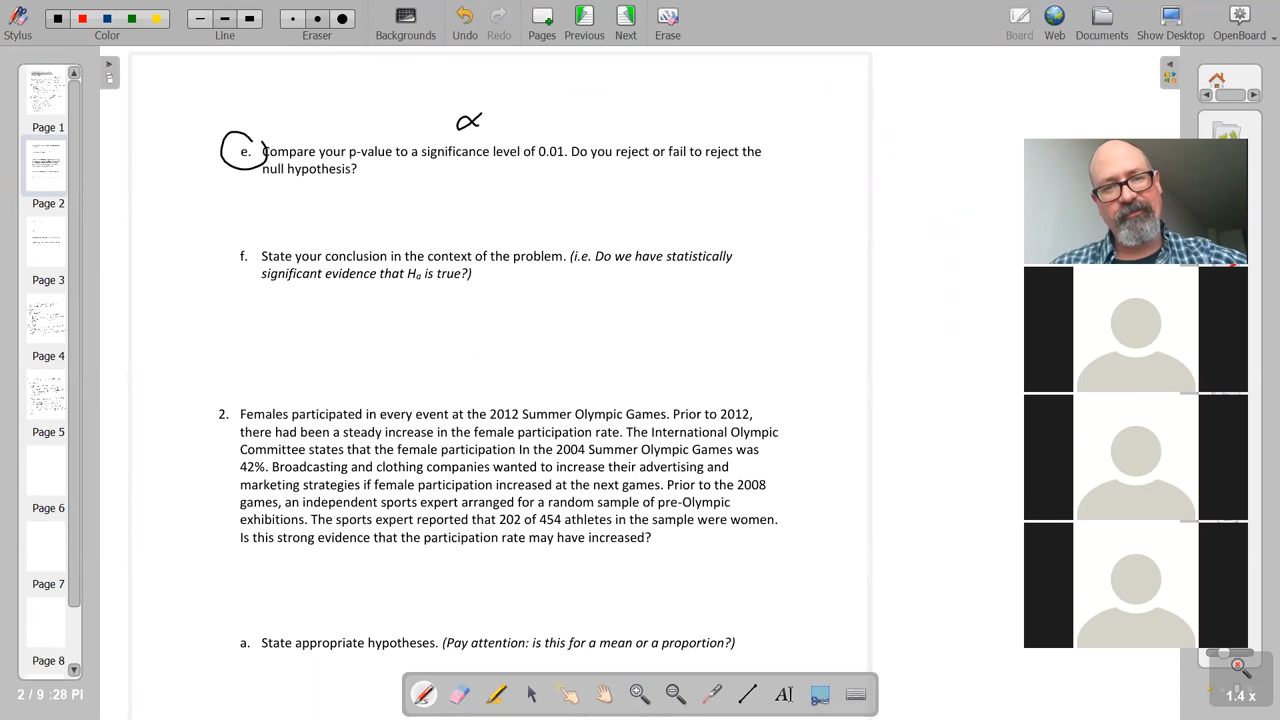 Stylus
Color
Line
Eraser
Backgrounds
Undo
Redo
Pages
Previous
Next
Erase
Board
Web
Documents
Show Desktop
OpenBoard
Page 1
Page 2
Page 3
Page 4
Page 5
Page 6
Page 7
Page 8
α
e. Compare your p-value to a significance level of 0.01. Do you reject or fail to reject the
null hypothesis?
f. State your conclusion in the context of the problem. (i.e. Do we have statistically
significant evidence that Ha is true?)
2. Females participated in every event at the 2012 Summer Olympic Games. Prior to 2012,
there had been a steady increase in the female participation rate. The International Olympic
Committee states that the female participation In the 2004 Summer Olympic Games was
42%. Broadcasting and clothing companies wanted to increase their advertising and
marketing strategies if female participation increased at the next games. Prior to the 2008
games, an independent sports expert arranged for a random sample of pre-Olympic
exhibitions. The sports expert reported that 202 of 454 athletes in the sample were women.
Is this strong evidence that the participation rate may have increased?
a. State appropriate hypotheses. (Pay attention: is this for a mean or a proportion?)
2 / 9 :28 PI
1.4 x